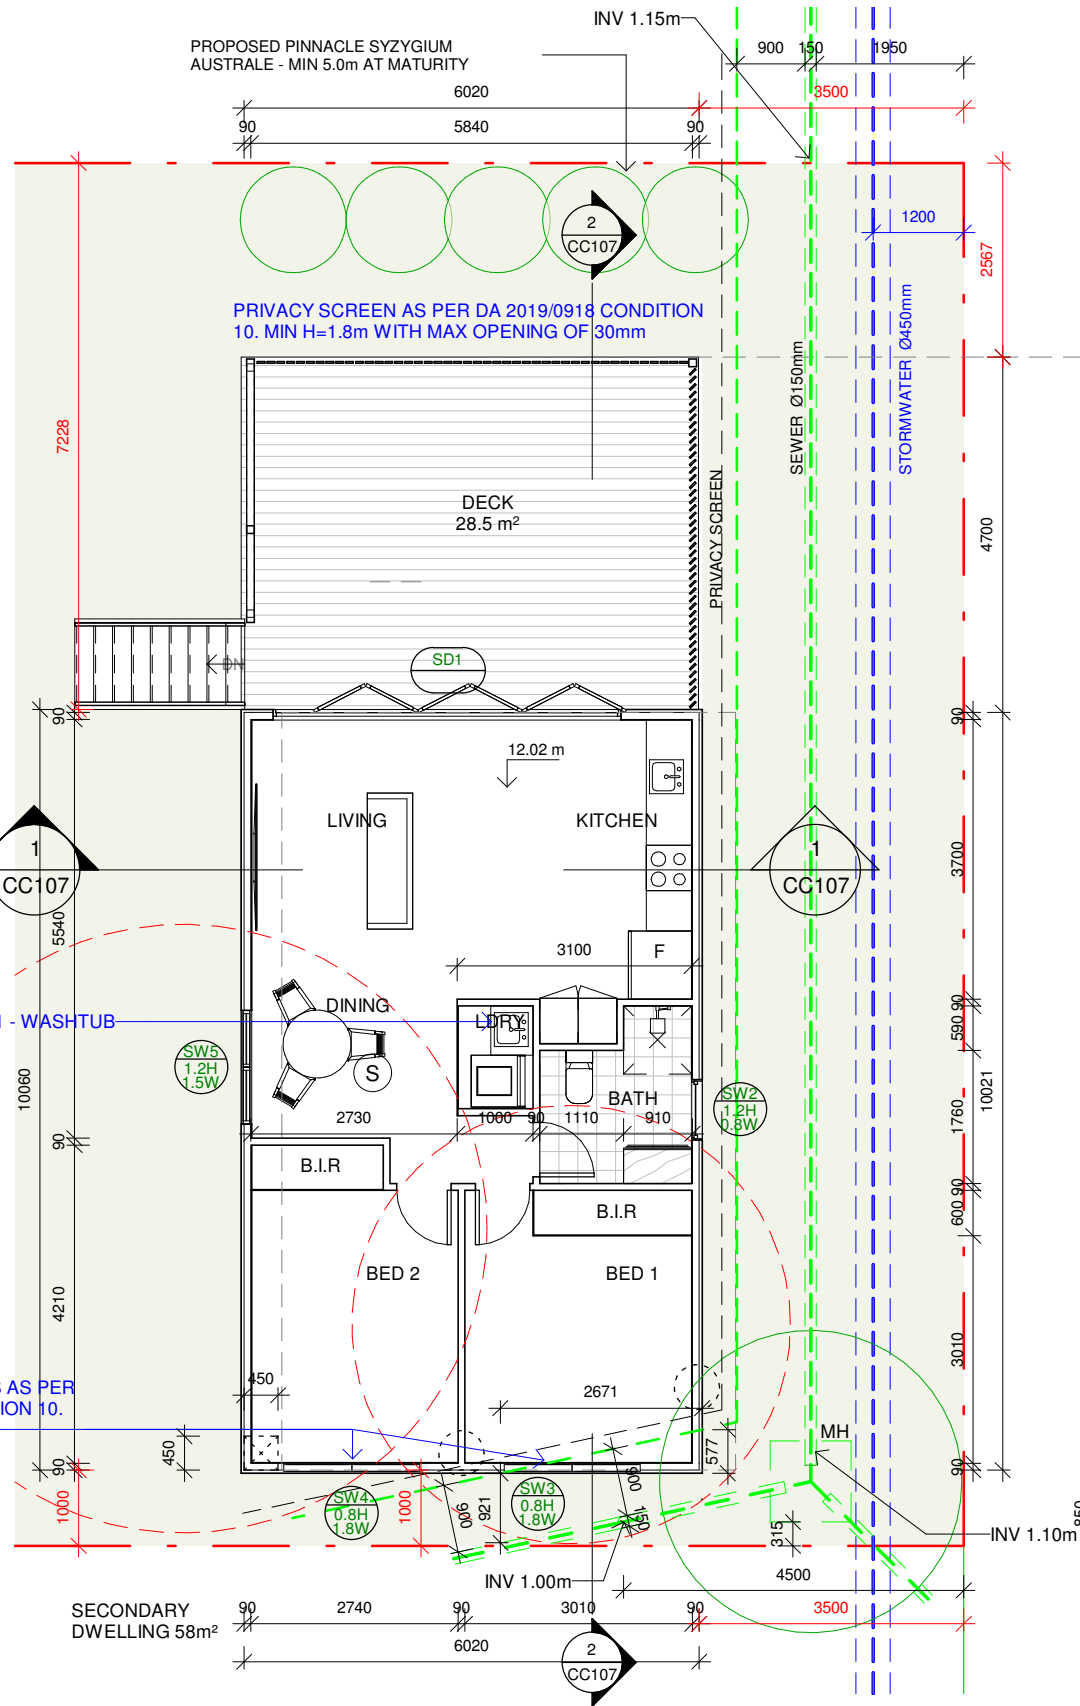 INV 1.15m
PROPOSED PINNACLE SYZYGIUM
AUSTRALE - MIN 5.0m AT MATURITY
900
150
1950
6020
3500
90
5840
90
2
CC107
1200
2567
PRIVACY SCREEN AS PER DA 2019/0918 CONDITION
10. MIN H=1.8m WITH MAX OPENING OF 30mm
SEWER Ø150mm
STORMWATER Ø450mm
7228
DECK
28.5 m²
PRIVACY SCREEN
4700
DN
SD1
90
90
12.02 m
LIVING
KITCHEN
1
CC107
1
CC107
3700
5540
3100
F
DINING
- WASHTUB
LDRY
90
590
SW5
1.2H
1.5W
S
BATH
SW2
1.2H
0.8W
10060
10021
1760
2730
1000
90
1110
910
90
B.I.R
B.I.R
90
600
BED 2
BED 1
4210
3010
AS PER
ION 10.
450
2671
MH
450
577
90
90
1000
SW4
0.8H
1.8W
1000
900
921
SW3
0.8H
1.8W
900
150
315
850
INV 1.10m
INV 1.00m
4500
SECONDARY
DWELLING 58m²
90
2740
90
3010
90
3500
6020
2
CC107